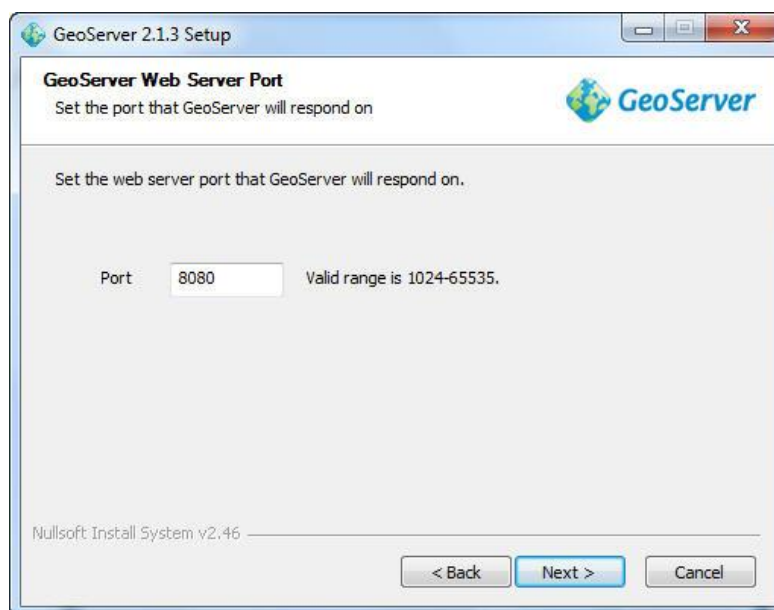 GeoServer 2.1.3 Setup
GeoServer Web Server Port
Set the port that GeoServer will respond on
GeoServer
Set the web server port that GeoServer will respond on.
Port 8080 Valid range is 1024-65535.
Nullsoft Install System v2.46
< Back Next > Cancel